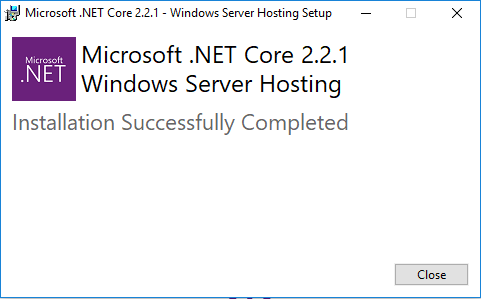 Microsoft .NET Core 2.2.1 - Windows Server Hosting Setup
Microsoft
.NET
Microsoft .NET Core 2.2.1
Windows Server Hosting
Installation Successfully Completed
Close